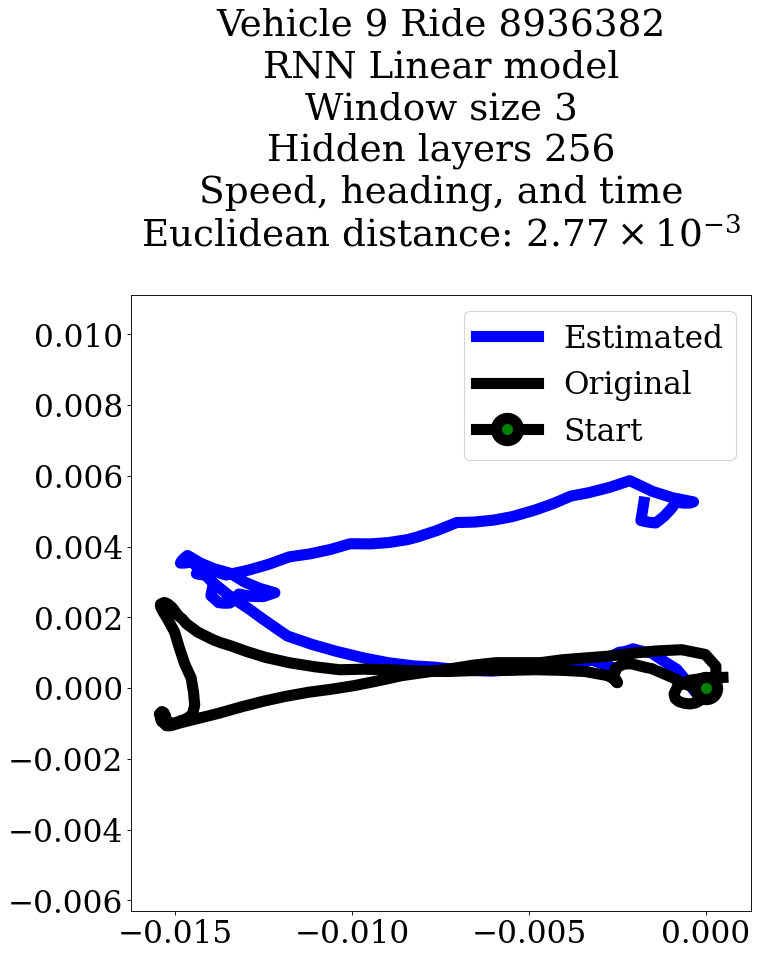 Vehicle 9 Ride 8936382
RNN Linear model
Window size 3
Hidden layers 256
Speed, heading, and time
Euclidean distance: 2.77 × 10⁻³
Estimated
Original
Start
0.010
0.008
0.006
0.004
0.002
0.000
−0.002
−0.004
−0.006
−0.015 −0.010 −0.005 0.000